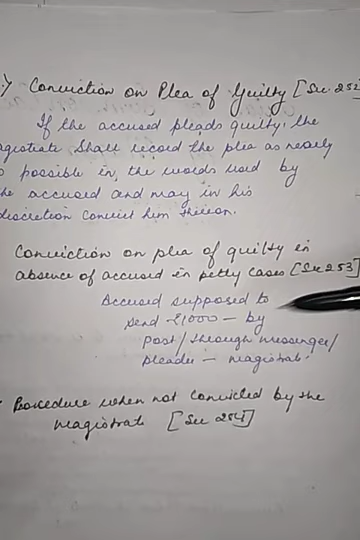 :) Conviction on Plea of Guilty [Sec. 252
If the accused pleads guilty, the
agistrate Shall record the plea as nearly
possible in the words used by
he accused and may in his
discretion convict him thereon.
Conviction on plea of guilty in
absence of accused in petty cases [Sec 253]
Accused supposed to
send ₹1000 — by
post/through messenger/
pleader — magistrate.
Procedure when not convicted by the
magistrate [Sec 254]